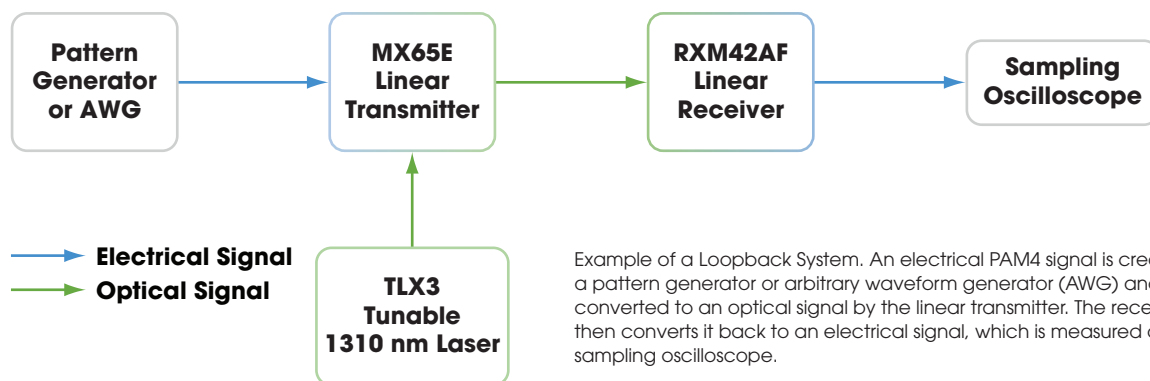 Pattern
Generator
or AWG
MX65E
Linear
Transmitter
RXM42AF
Linear
Receiver
Sampling
Oscilloscope
Electrical Signal
Optical Signal
TLX3
Tunable
1310 nm Laser
Example of a Loopback System. An electrical PAM4 signal is
a pattern generator or arbitrary waveform generator (AWG)
converted to an optical signal by the linear transmitter. The
then converts it back to an electrical signal, which is measured
sampling oscilloscope.